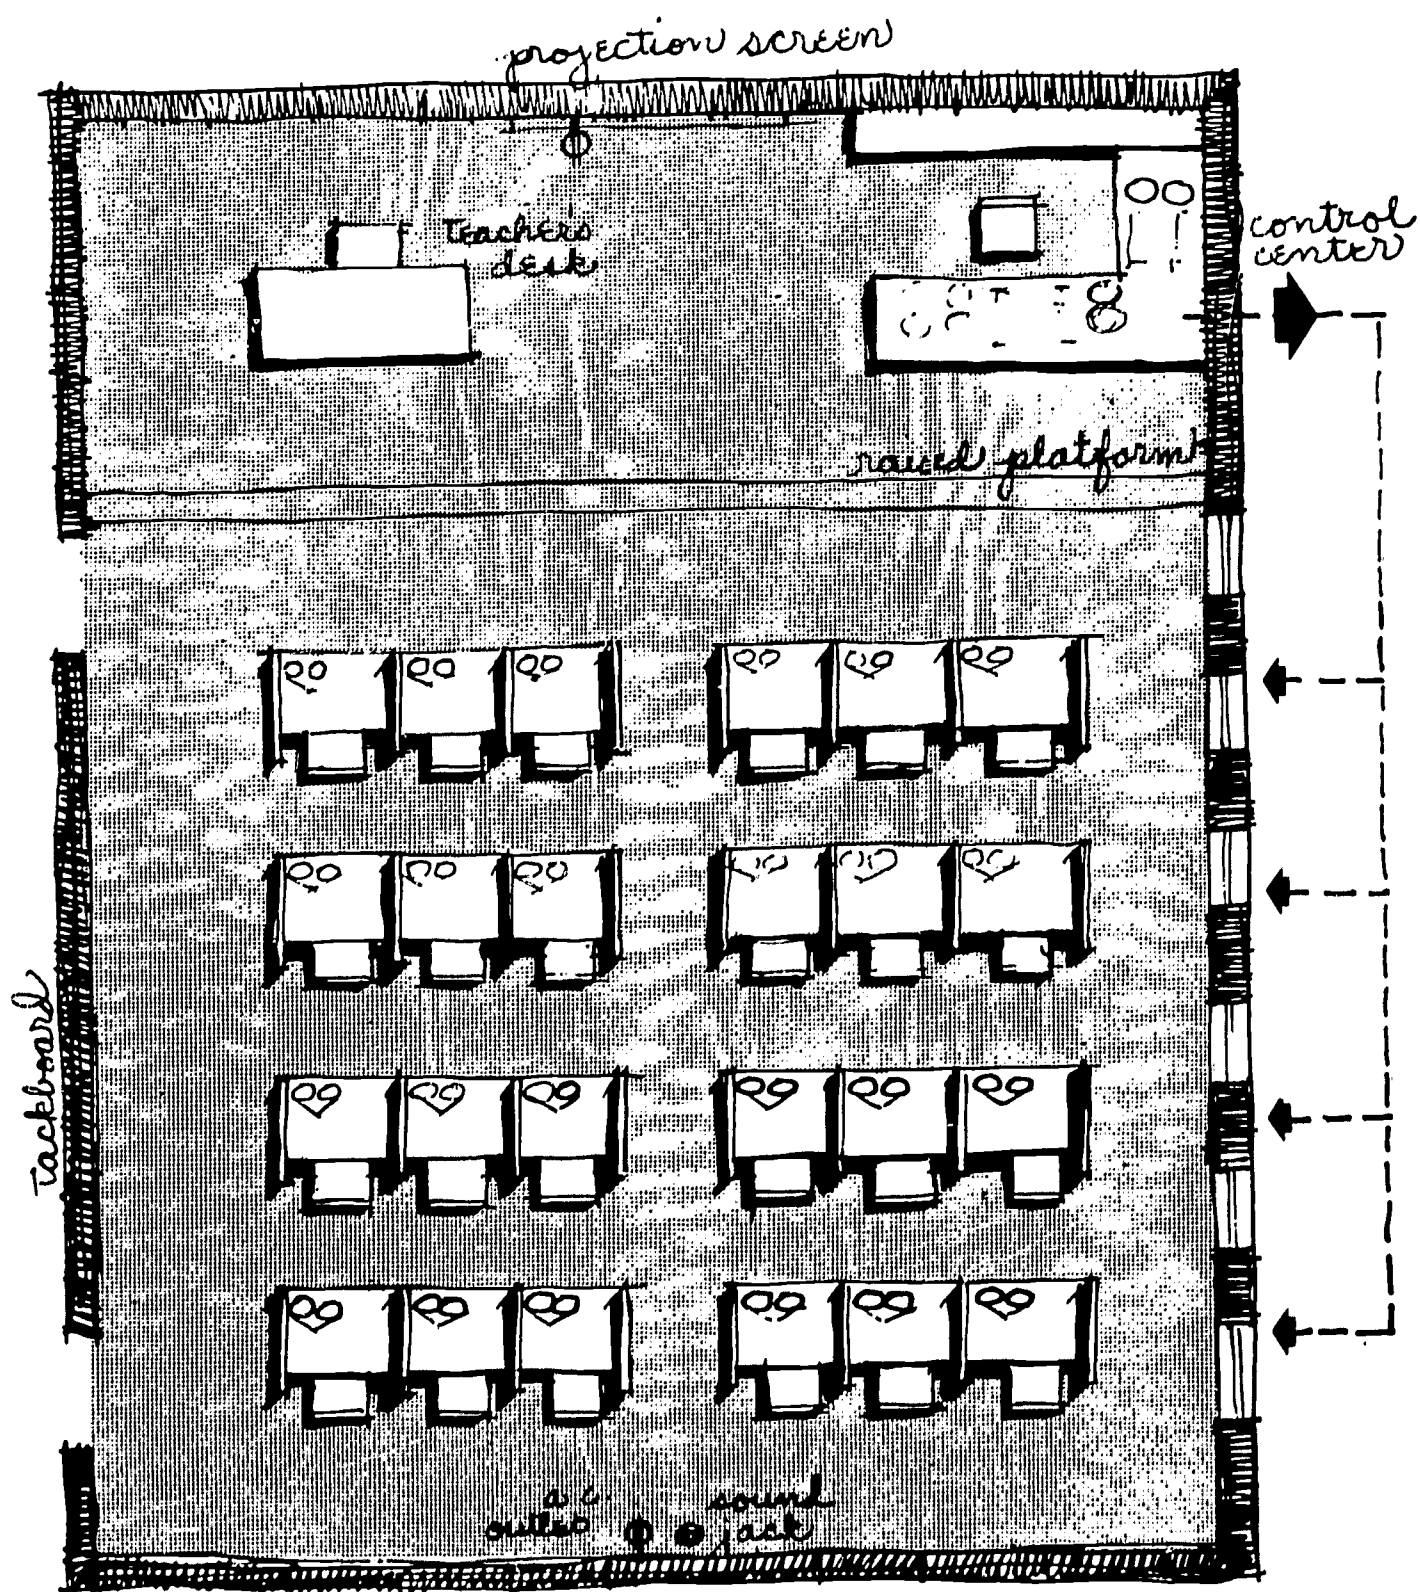 projection screen
teacher's
desk
control
center
raised platform
tackboard
a.c.
outlet
sound
jack